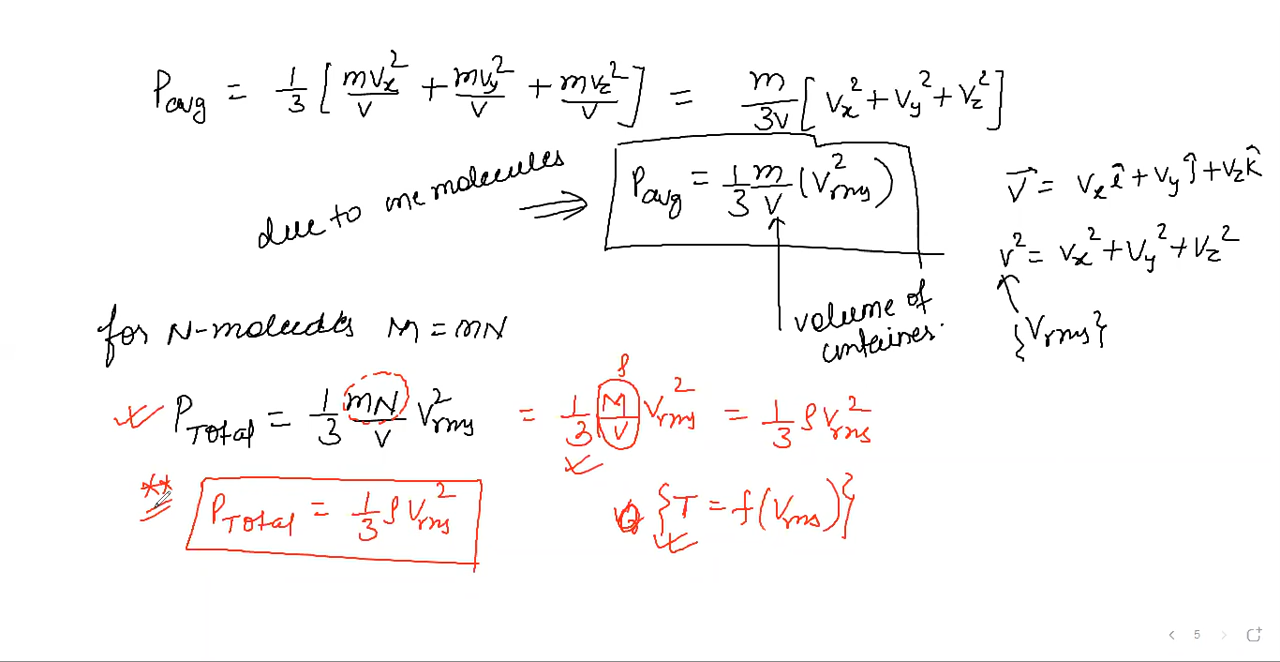 P_avg = 1/3 [ mv_x²/v + mv_y²/v + mv_z²/v ] = m/3v [ v_x² + v_y² + v_z² ]
due to one molecules ⇒ P_avg = 1/3 m/V (V_rms²)
V⃗ = v_x î + v_y ĵ + v_z k̂
v² = v_x² + v_y² + v_z²
{V_rms}
volume of
container.
for N-molecules M = mN
P_Total = 1/3 mN/v V_rms² = 1/3 M/V V_rms² = 1/3 ρ V_rms²
ρ
** P_Total = 1/3 ρ V_rms²
{T = f(V_rms)}
5